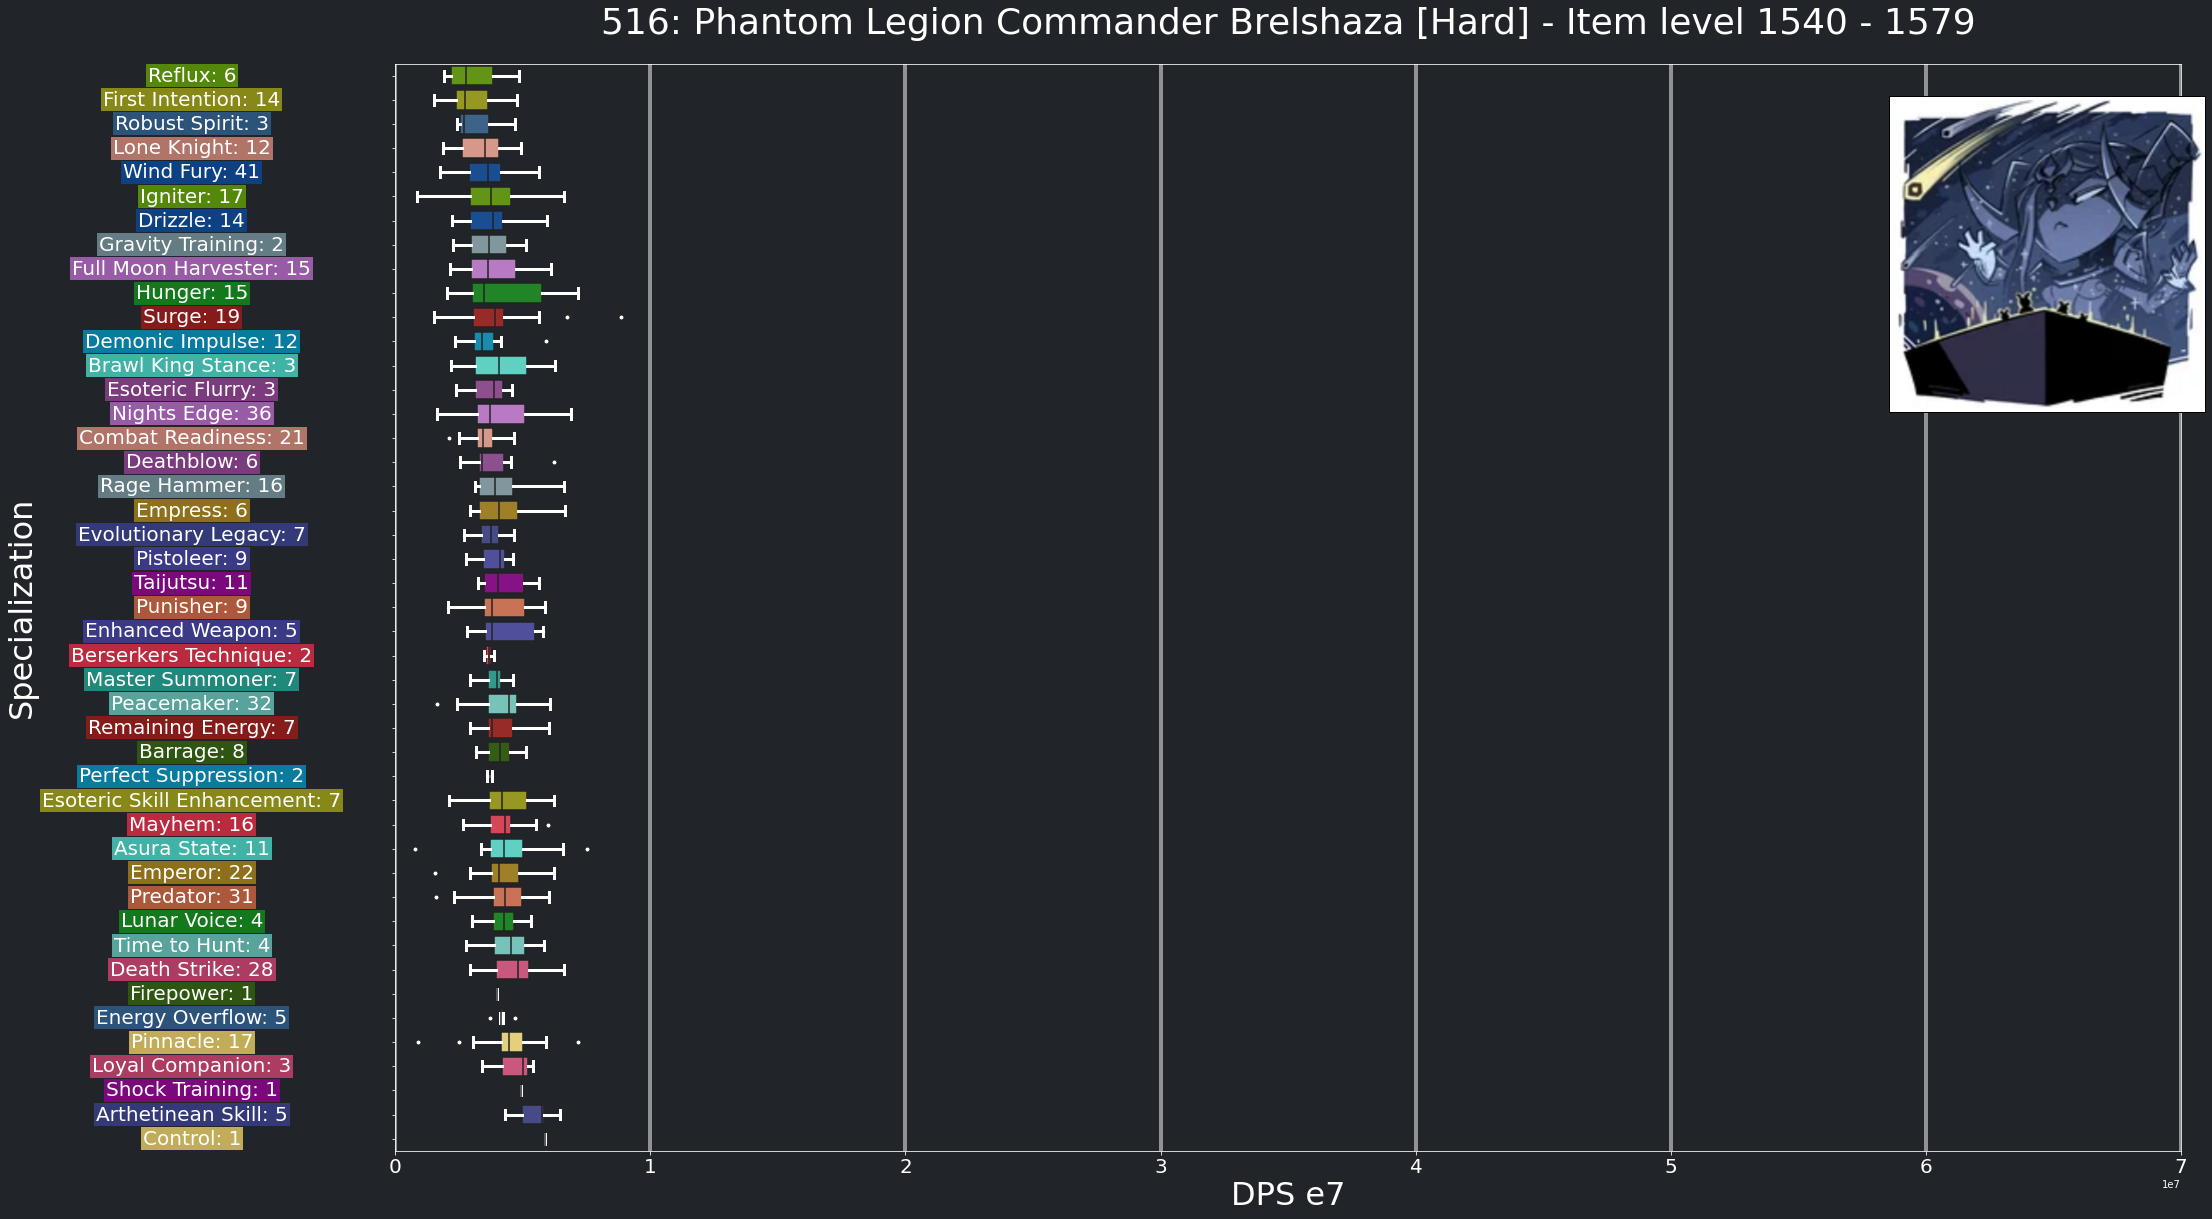 516: Phantom Legion Commander Brelshaza [Hard] - Item level 1540 - 1579
Reflux: 6
First Intention: 14
Robust Spirit: 3
Lone Knight: 12
Wind Fury: 41
Igniter: 17
Drizzle: 14
Gravity Training: 2
Full Moon Harvester: 15
Hunger: 15
Surge: 19
Demonic Impulse: 12
Brawl King Stance: 3
Esoteric Flurry: 3
Nights Edge: 36
Combat Readiness: 21
Deathblow: 6
Rage Hammer: 16
Empress: 6
Evolutionary Legacy: 7
Pistoleer: 9
Taijutsu: 11
Punisher: 9
Enhanced Weapon: 5
Berserkers Technique: 2
Master Summoner: 7
Peacemaker: 32
Remaining Energy: 7
Barrage: 8
Perfect Suppression: 2
Esoteric Skill Enhancement: 7
Mayhem: 16
Asura State: 11
Emperor: 22
Predator: 31
Lunar Voice: 4
Time to Hunt: 4
Death Strike: 28
Firepower: 1
Energy Overflow: 5
Pinnacle: 17
Loyal Companion: 3
Shock Training: 1
Arthetinean Skill: 5
Control: 1
Specialization
0 1 2 3 4 5 6 7
1e7
DPS e7